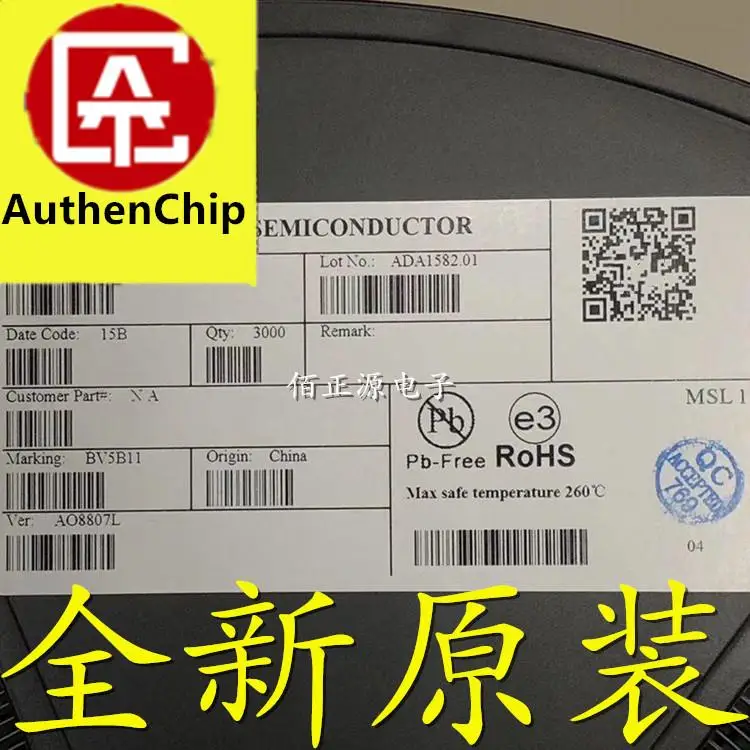 AuthenChip
SEMICONDUCTOR
Lot No.: ADA1582.01
Date Code: 15B
Qty: 3000
Remark:
佰正源电子
Customer Part#: N A
MSL 1
Pb
e3
Pb-Free RoHS
Marking: BV5B11
Origin: China
Max safe temperature 260℃
QC
ACCEPTED
769
Ver: AO8807L
04
全新原装